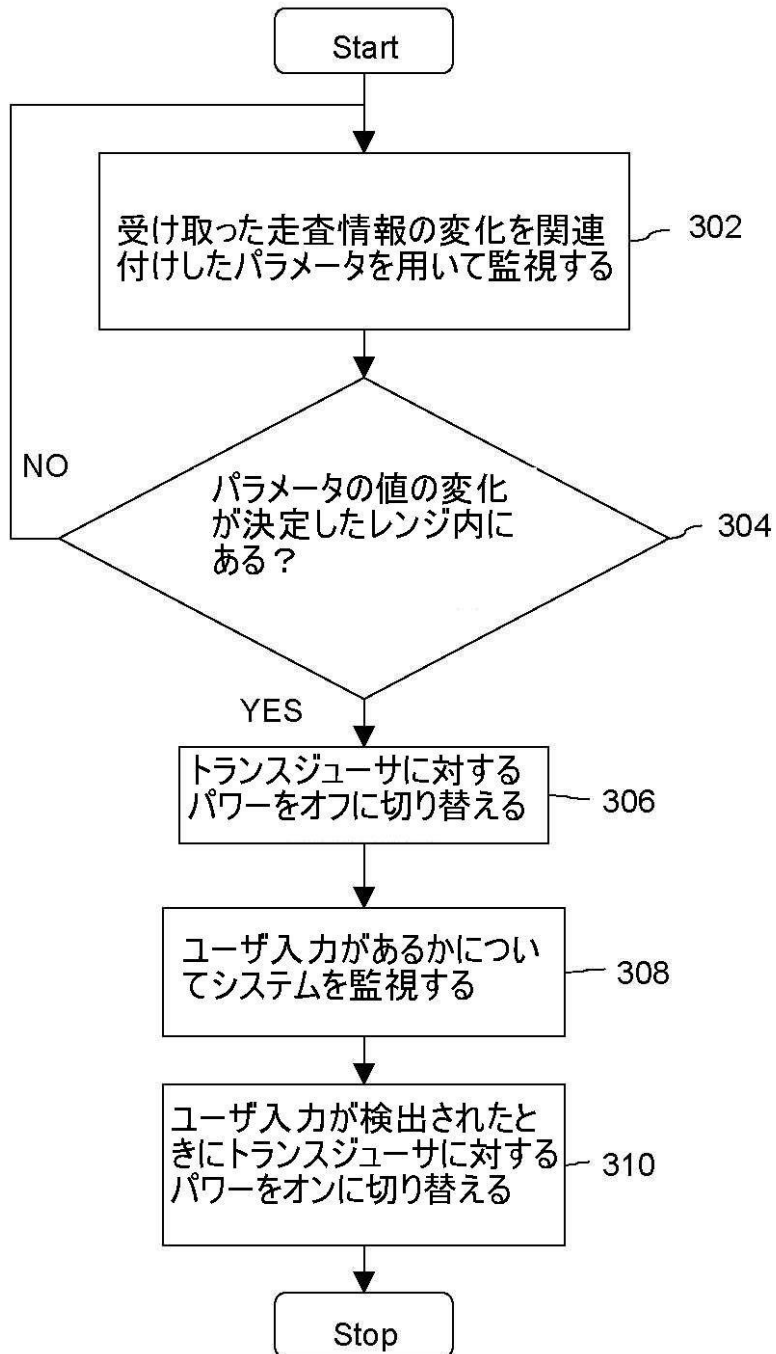 Start
受け取った走査情報の変化を関連
付けしたパラメータを用いて監視する
302
NO
パラメータの値の変化
が決定したレンジ内に
ある？
304
YES
トランスジューサに対する
パワーをオフに切り替える
306
ユーザ入力があるかについ
てシステムを監視する
308
ユーザ入力が検出されたと
きにトランスジューサに対する
パワーをオンに切り替える
310
Stop